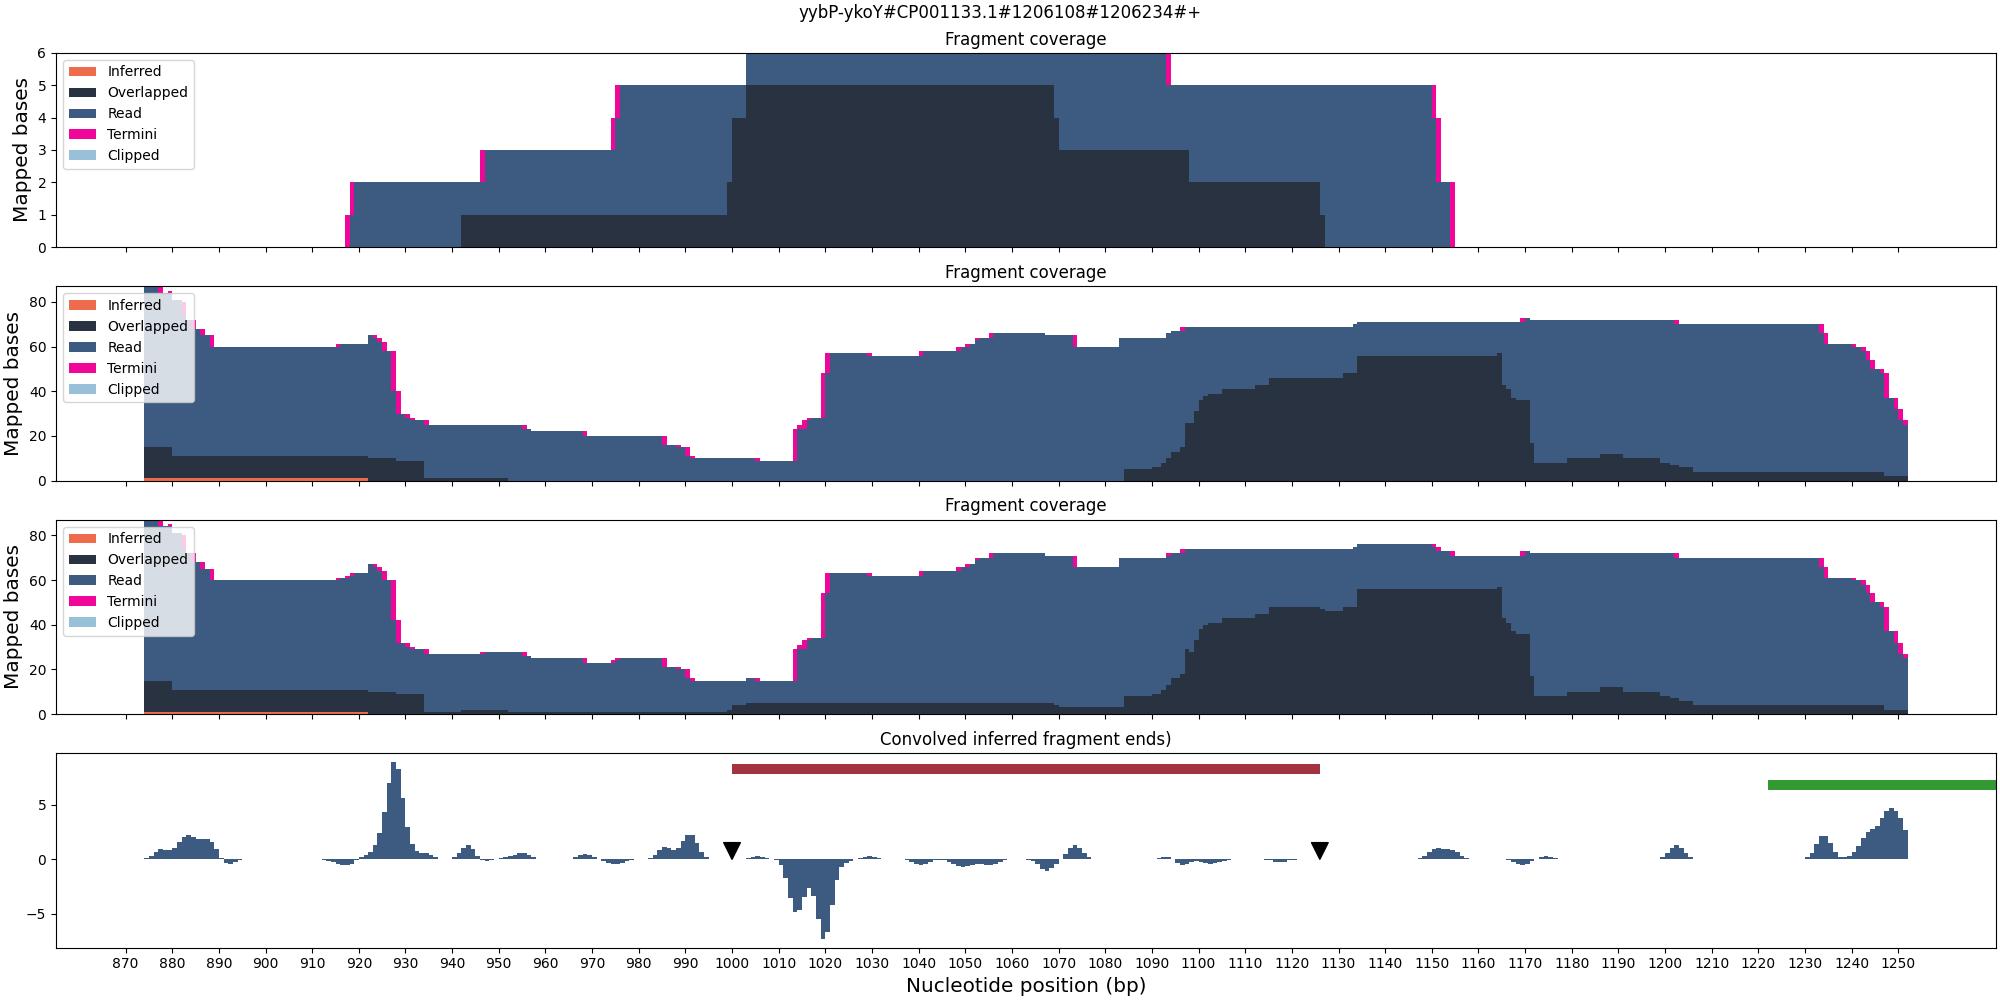 yybP-ykoY#CP001133.1#1206108#1206234#+
Fragment coverage
Mapped bases
6
5
4
3
2
1
0
Inferred
Overlapped
Read
Termini
Clipped
Fragment coverage
Mapped bases
80
60
40
20
0
Inferred
Overlapped
Read
Termini
Clipped
Fragment coverage
Mapped bases
80
60
40
20
0
Inferred
Overlapped
Read
Termini
Clipped
Convolved inferred fragment ends)
5
0
−5
870 880 890 900 910 920 930 940 950 960 970 980 990 1000 1010 1020 1030 1040 1050 1060 1070 1080 1090 1100 1110 1120 1130 1140 1150 1160 1170 1180 1190 1200 1210 1220 1230 1240 1250
Nucleotide position (bp)